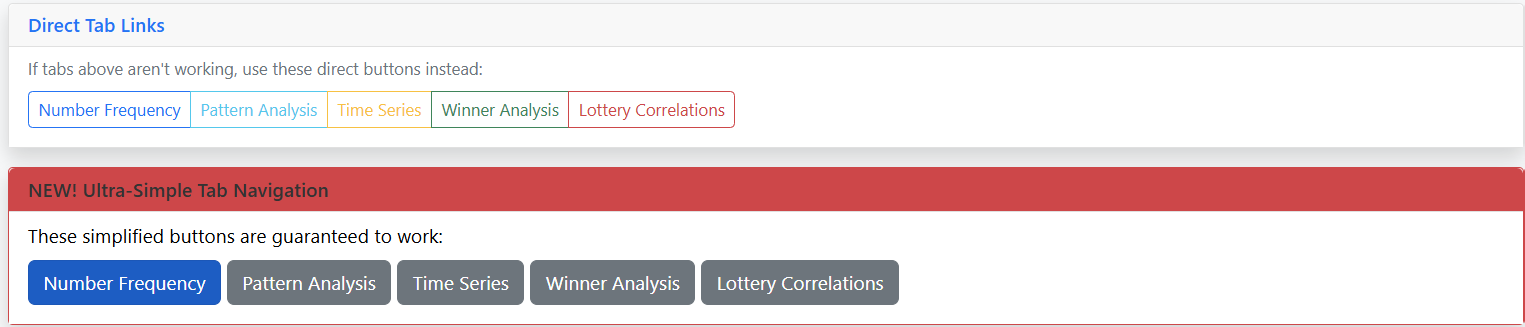 Direct Tab Links
If tabs above aren't working, use these direct buttons instead:
Number Frequency Pattern Analysis Time Series Winner Analysis Lottery Correlations
NEW! Ultra-Simple Tab Navigation
These simplified buttons are guaranteed to work:
Number Frequency Pattern Analysis Time Series Winner Analysis Lottery Correlations